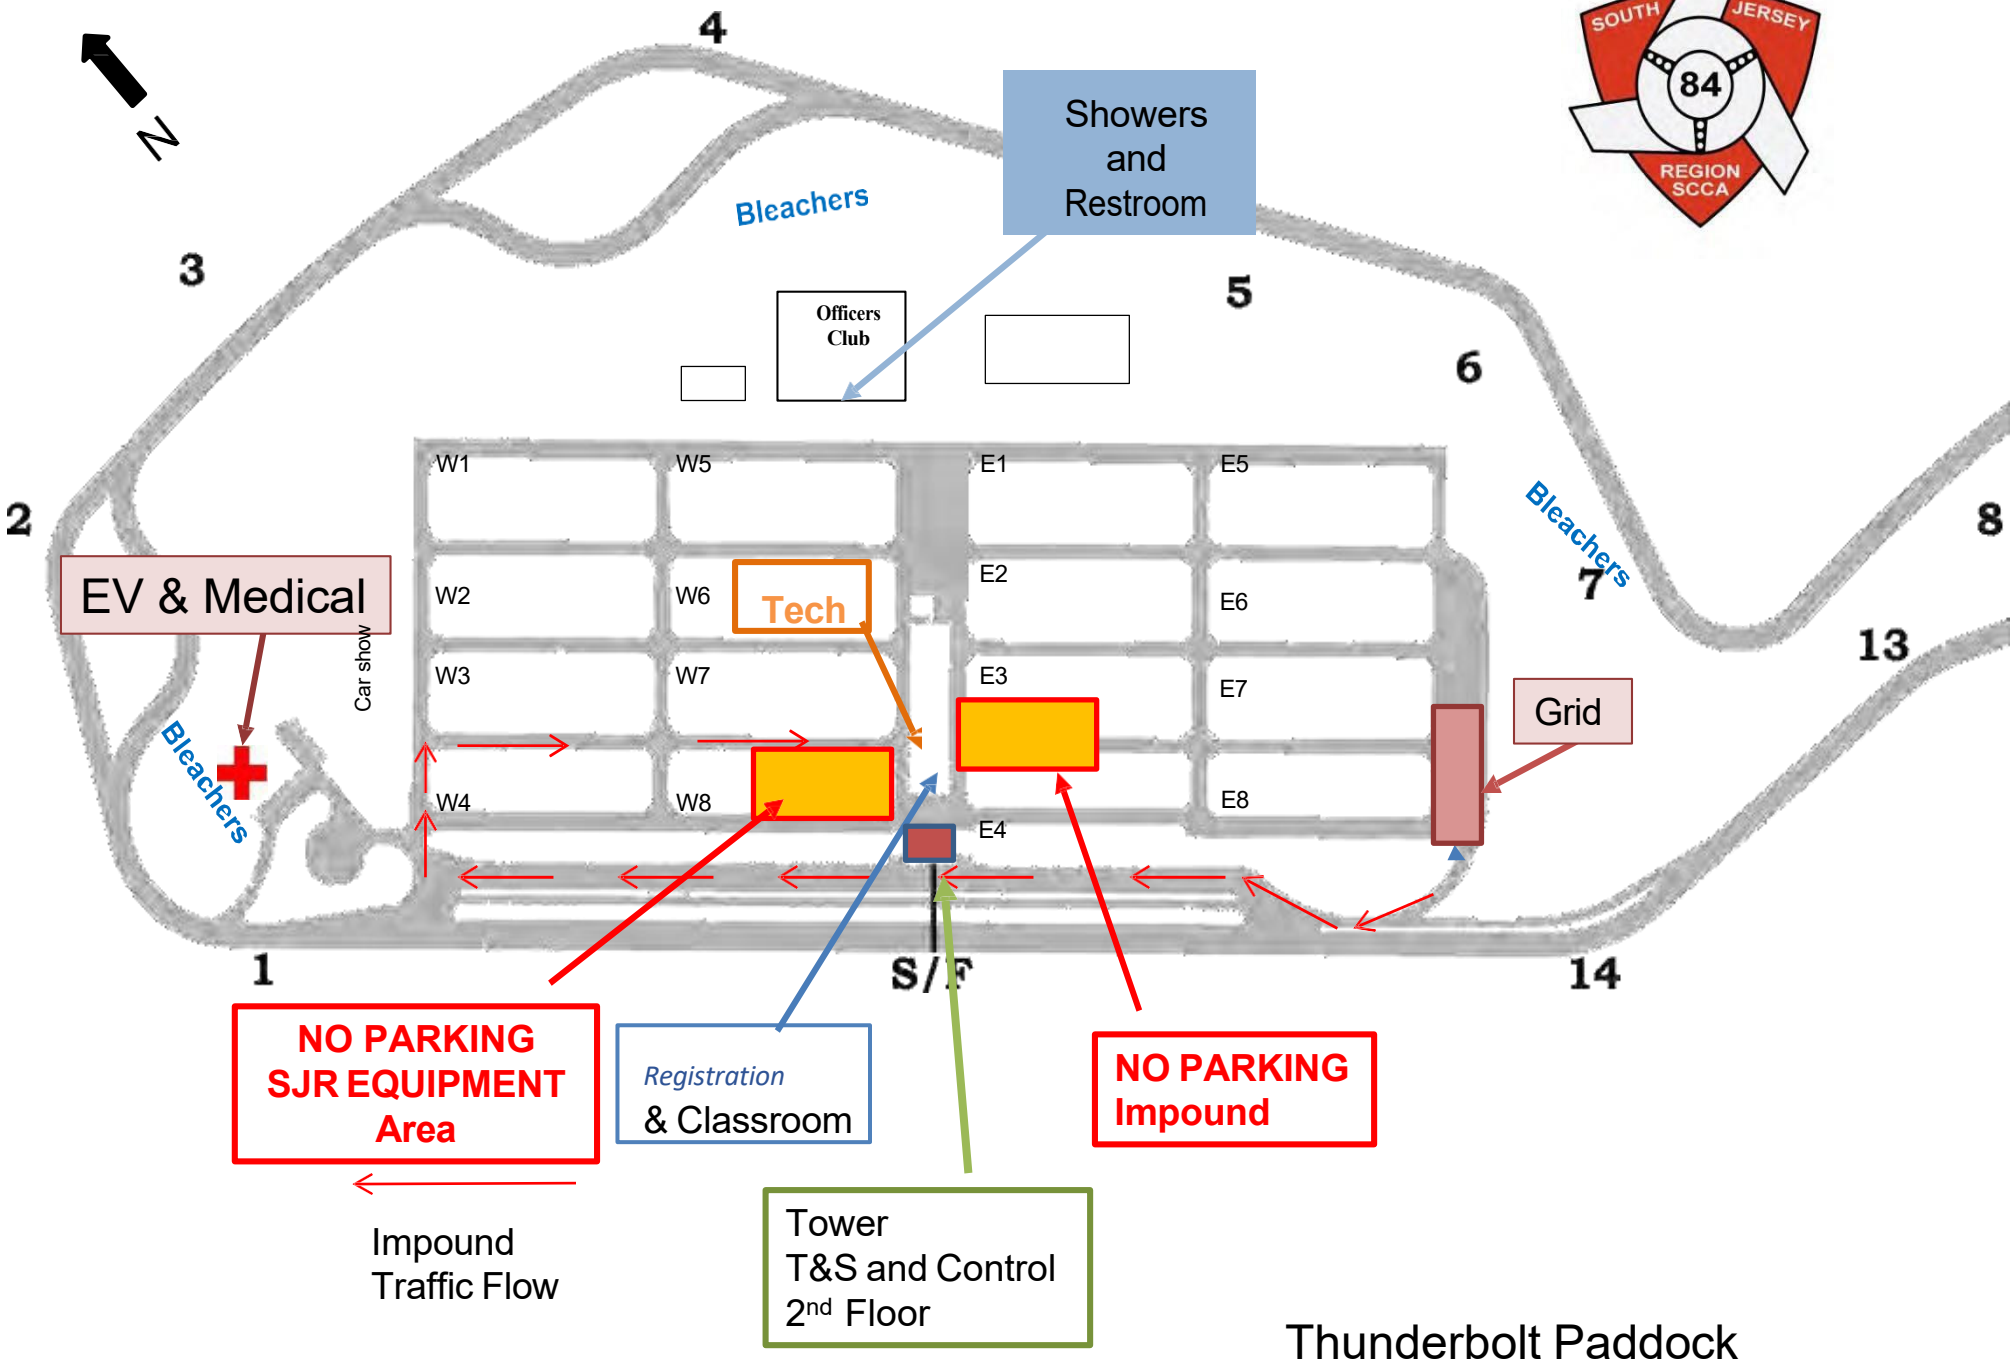 4
SOUTH JERSEY
84
REGION
SCCA
N
Showers
and
Restroom
Bleachers
3
5
Officers
Club
6
W1
W5
E1
E5
Bleachers
2
8
EV & Medical
W2
W6
Tech
E2
E6
7
Car show
W3
W7
E3
E7
13
Grid
Bleachers
W4
W8
E4
E8
1
S/F
14
NO PARKING
SJR EQUIPMENT
Area
Registration
& Classroom
NO PARKING
Impound
Impound
Traffic Flow
Tower
T&S and Control
2nd Floor
Thunderbolt Paddock